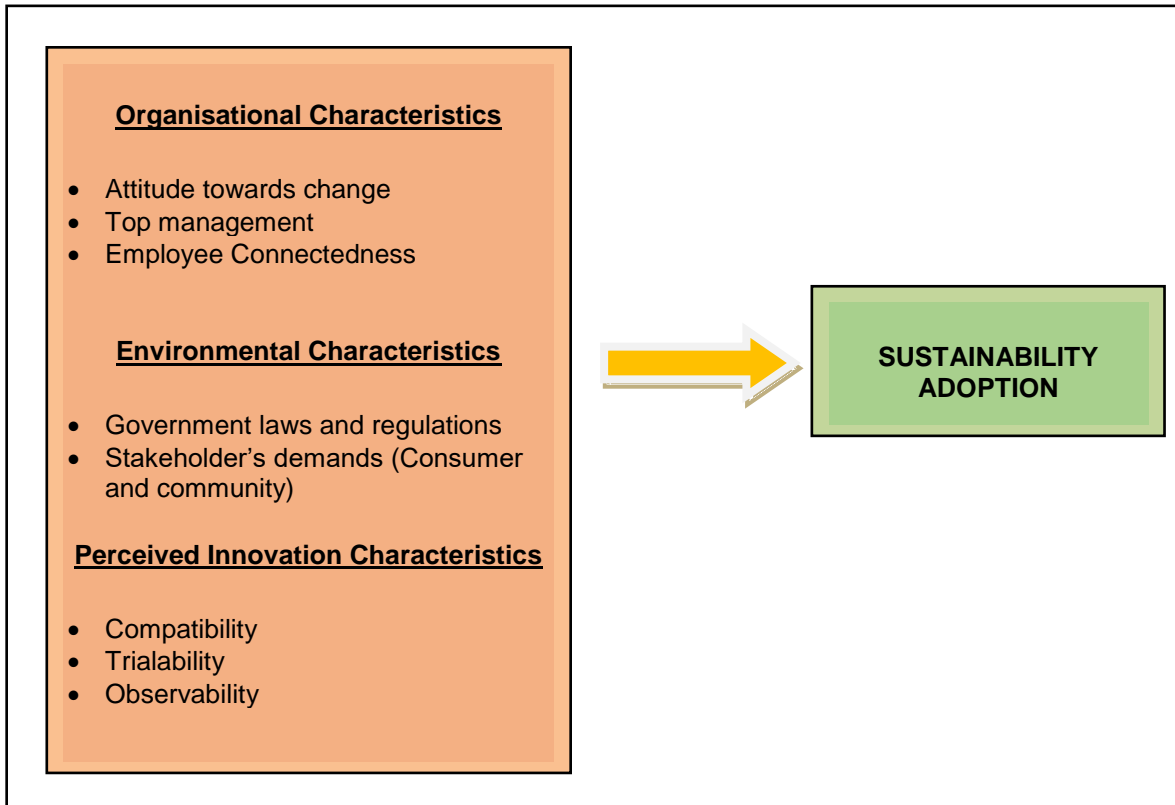 Organisational Characteristics
• Attitude towards change
• Top management
• Employee Connectedness
Environmental Characteristics
• Government laws and regulations
• Stakeholder’s demands (Consumer
and community)
Perceived Innovation Characteristics
• Compatibility
• Trialability
• Observability
SUSTAINABILITY
ADOPTION